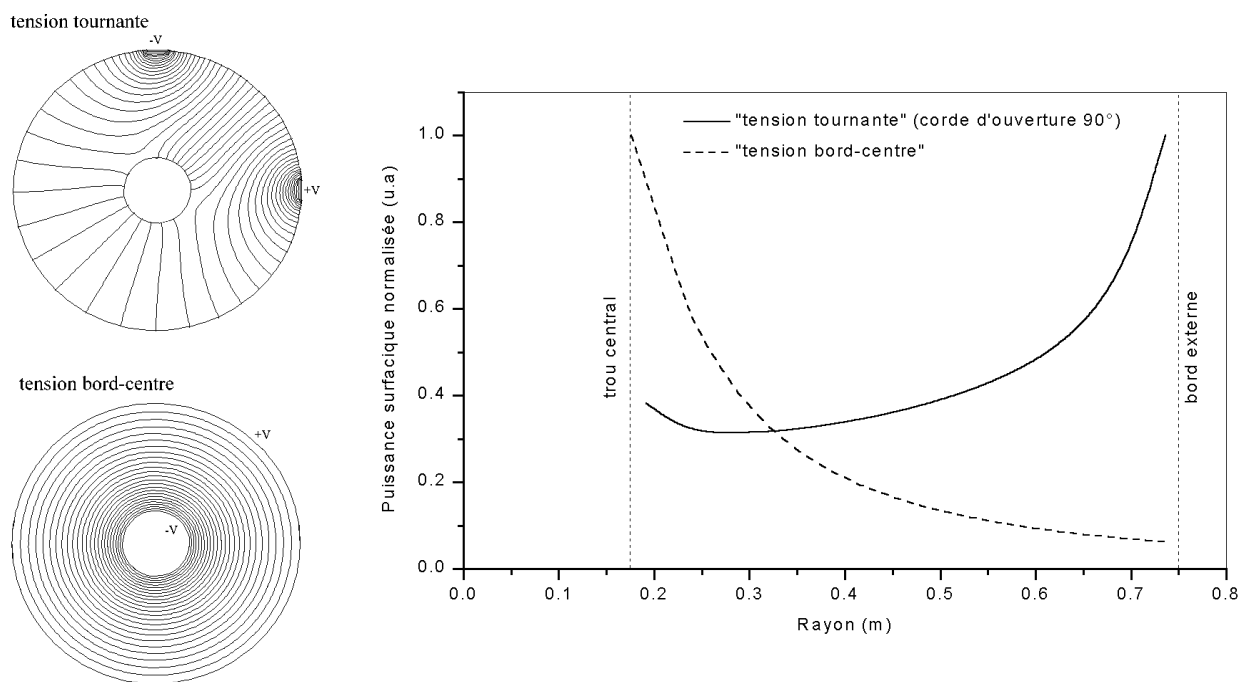 tension tournante
-V
+V
tension bord-centre
+V
-V
Puissance surfacique normalisée (u.a)
1.0
0.8
0.6
0.4
0.2
0.0
"tension tournante" (corde d'ouverture 90°)
"tension bord-centre"
trou central
bord externe
0.0 0.1 0.2 0.3 0.4 0.5 0.6 0.7 0.8
Rayon (m)